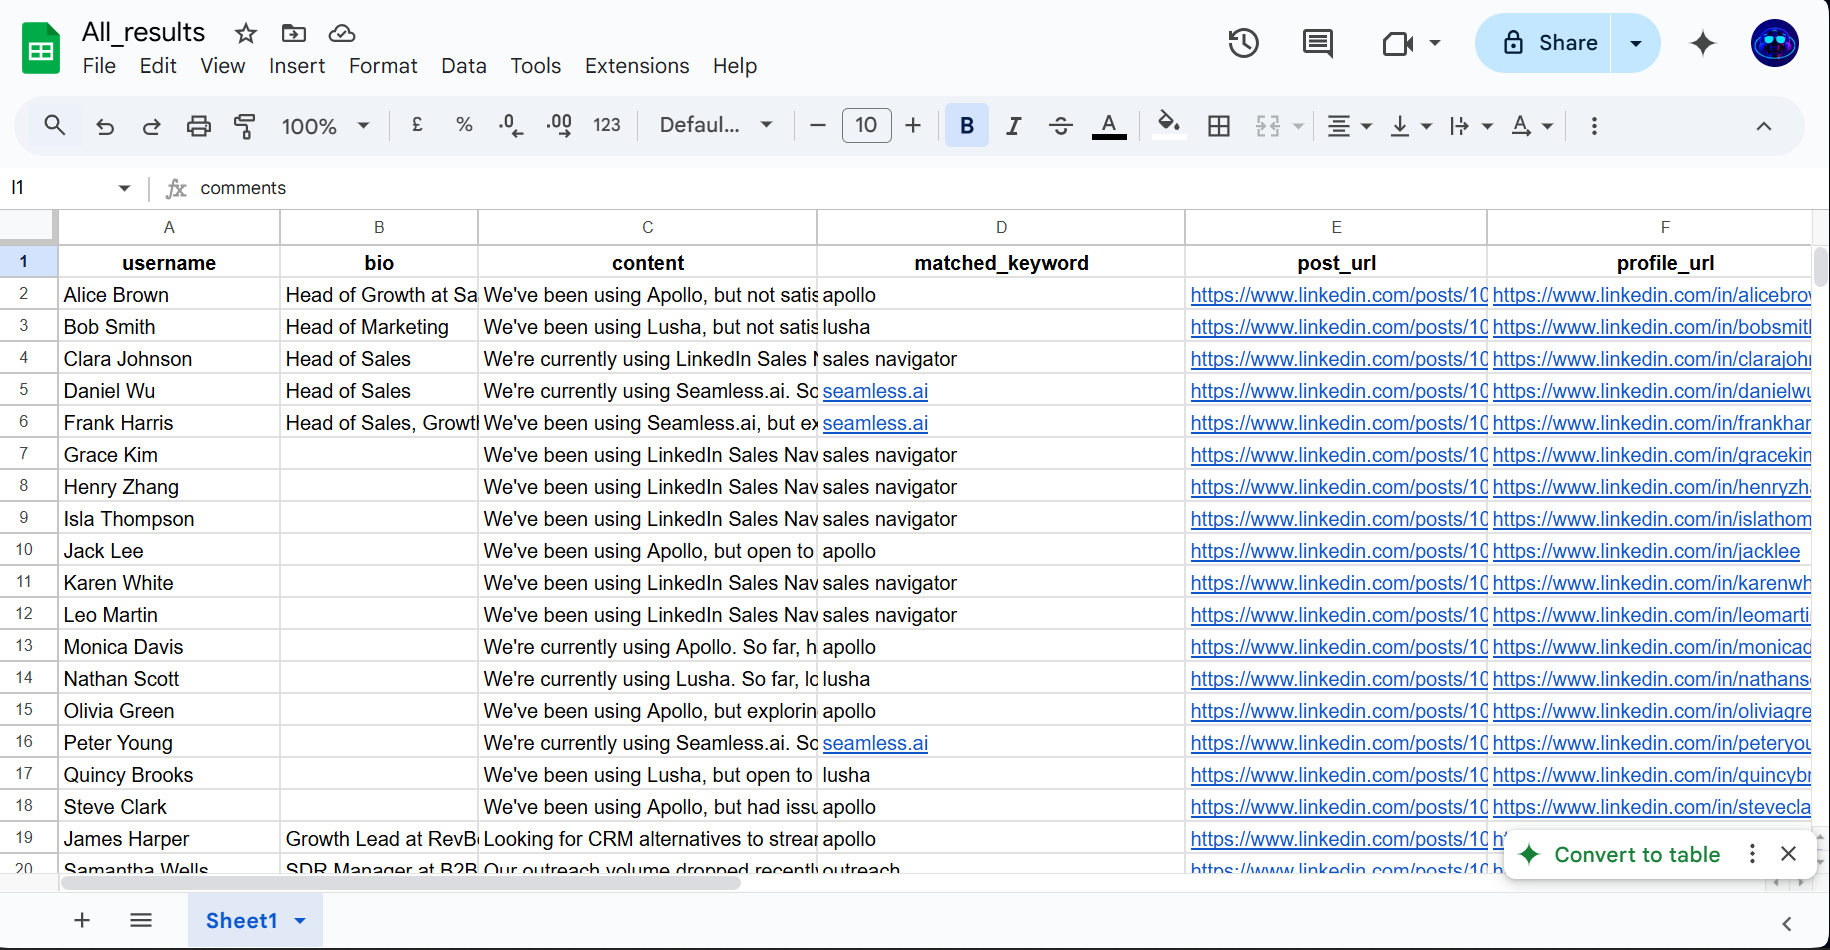 All_results
File Edit View Insert Format Data Tools Extensions Help
Share
100% £ % .0 .00 123 Defaul... 10 B I A A
I1 fx comments
A B C D E F
1 username bio content matched_keyword post_url profile_url
2 Alice Brown Head of Growth at Sa We've been using Apollo, but not satis apollo https://www.linkedin.com/posts/10 https://www.linkedin.com/in/alicebro
3 Bob Smith Head of Marketing We've been using Lusha, but not satis lusha https://www.linkedin.com/posts/10 https://www.linkedin.com/in/bobsmit
4 Clara Johnson Head of Sales We're currently using LinkedIn Sales N sales navigator https://www.linkedin.com/posts/10 https://www.linkedin.com/in/clarajoh
5 Daniel Wu Head of Sales We're currently using Seamless.ai. So seamless.ai https://www.linkedin.com/posts/10 https://www.linkedin.com/in/danielw
6 Frank Harris Head of Sales, Growt We've been using Seamless.ai, but ex seamless.ai https://www.linkedin.com/posts/10 https://www.linkedin.com/in/frankhar
7 Grace Kim We've been using LinkedIn Sales Nav sales navigator https://www.linkedin.com/posts/10 https://www.linkedin.com/in/gracekin
8 Henry Zhang We've been using LinkedIn Sales Nav sales navigator https://www.linkedin.com/posts/10 https://www.linkedin.com/in/henryzh
9 Isla Thompson We've been using LinkedIn Sales Nav sales navigator https://www.linkedin.com/posts/10 https://www.linkedin.com/in/islathom
10 Jack Lee We've been using Apollo, but open to apollo https://www.linkedin.com/posts/10 https://www.linkedin.com/in/jacklee
11 Karen White We've been using LinkedIn Sales Nav sales navigator https://www.linkedin.com/posts/10 https://www.linkedin.com/in/karenwh
12 Leo Martin We've been using LinkedIn Sales Nav sales navigator https://www.linkedin.com/posts/10 https://www.linkedin.com/in/leomarti
13 Monica Davis We're currently using Apollo. So far, h apollo https://www.linkedin.com/posts/10 https://www.linkedin.com/in/monicad
14 Nathan Scott We're currently using Lusha. So far, lo lusha https://www.linkedin.com/posts/10 https://www.linkedin.com/in/nathans
15 Olivia Green We've been using Apollo, but explorin apollo https://www.linkedin.com/posts/10 https://www.linkedin.com/in/oliviagre
16 Peter Young We're currently using Seamless.ai. So seamless.ai https://www.linkedin.com/posts/10 https://www.linkedin.com/in/peteryou
17 Quincy Brooks We've been using Lusha, but open to lusha https://www.linkedin.com/posts/10 https://www.linkedin.com/in/quincybr
18 Steve Clark We've been using Apollo, but had issu apollo https://www.linkedin.com/posts/10 https://www.linkedin.com/in/stevecla
19 James Harper Growth Lead at RevB Looking for CRM alternatives to strear apollo https://www.linkedin.com/posts/10
20 Samantha Wells SDR Manager at B2B Our outreach volume dropped recentl outreach https://www.linkedin.com/posts/10
Convert to table
Sheet1